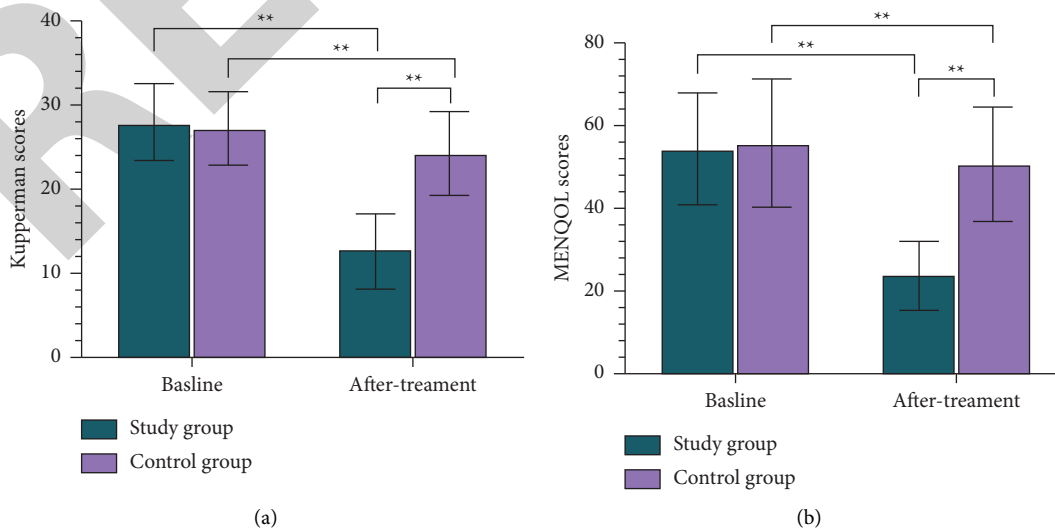 RE
40
30
20
10
0
Kupperman scores
**
**
**
Basline
After-treament
Study group
Control group
(a)
80
60
40
20
0
MENQOL scores
**
**
**
Basline
After-treament
Study group
Control group
(b)